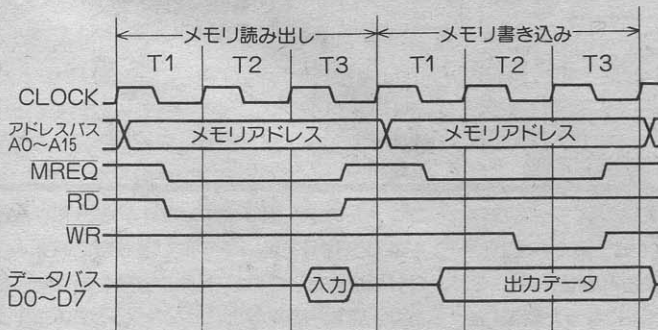 メモリ読み出し メモリ書き込み
T1 T2 T3 T1 T2 T3
CLOCK
アドレスバス メモリアドレス メモリアドレス
A0〜A15
MREQ
RD
WR
データバス 入力 出力データ
D0〜D7